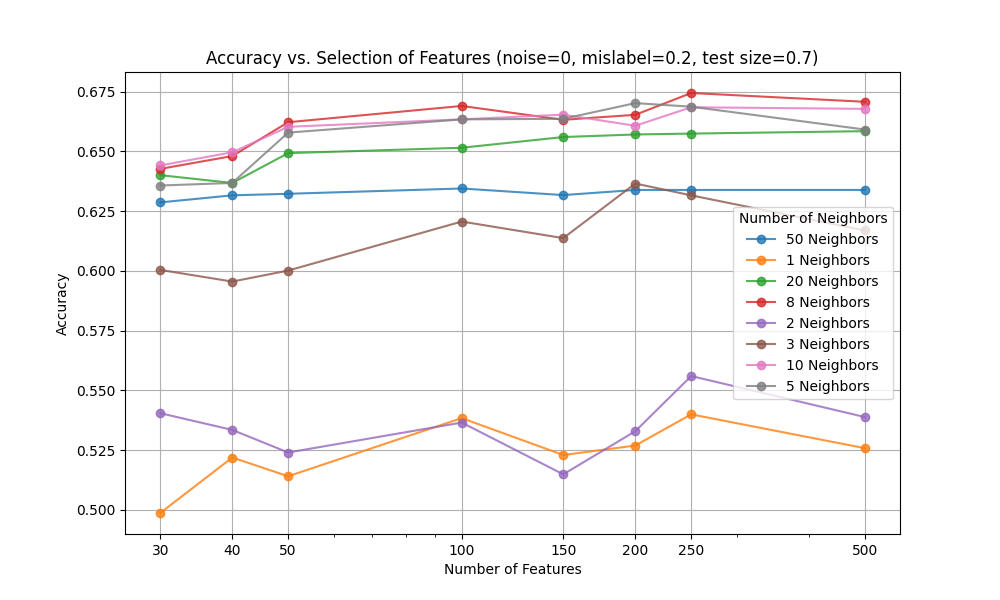 Accuracy vs. Selection of Features (noise=0, mislabel=0.2, test size=0.7)
0.675
0.650
0.625
0.600
0.575
0.550
0.525
0.500
Accuracy
Number of Neighbors
50 Neighbors
1 Neighbors
20 Neighbors
8 Neighbors
2 Neighbors
3 Neighbors
10 Neighbors
5 Neighbors
30 40 50 100 150 200 250 500
Number of Features